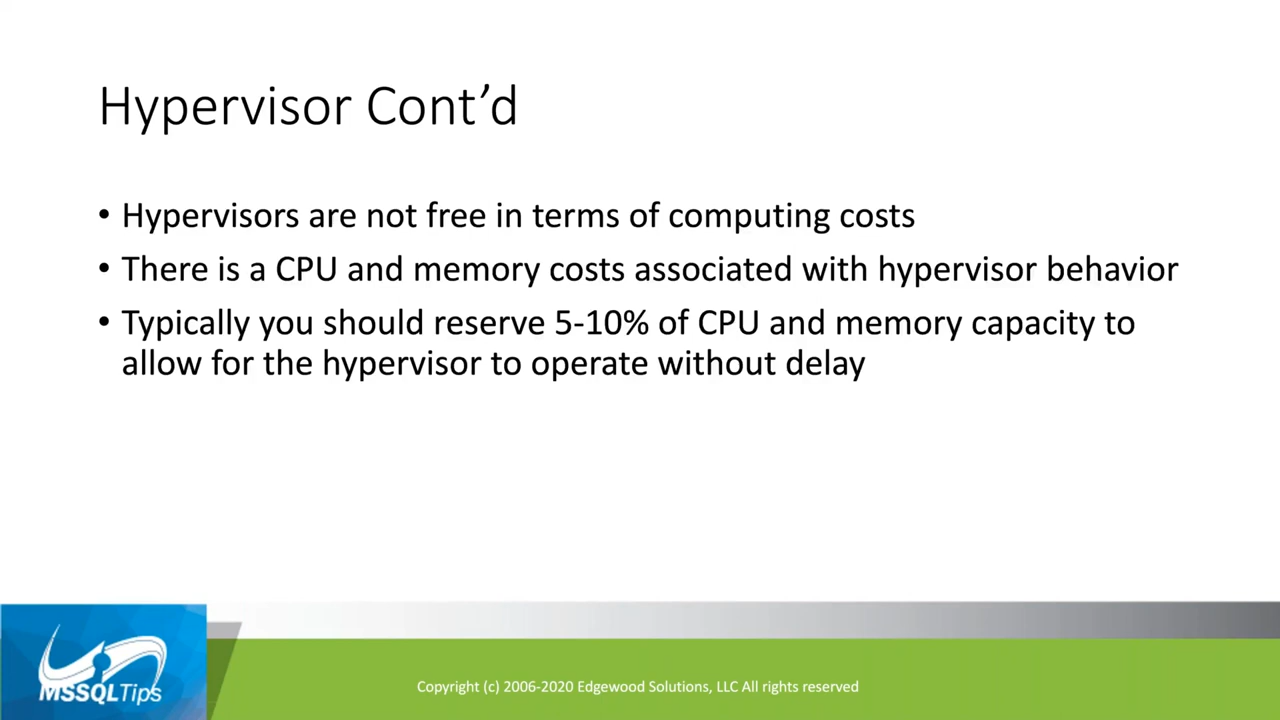 Hypervisor Cont’d
• Hypervisors are not free in terms of computing costs
• There is a CPU and memory costs associated with hypervisor behavior
• Typically you should reserve 5-10% of CPU and memory capacity to
allow for the hypervisor to operate without delay
MSSQLTips
Copyright (c) 2006-2020 Edgewood Solutions, LLC All rights reserved